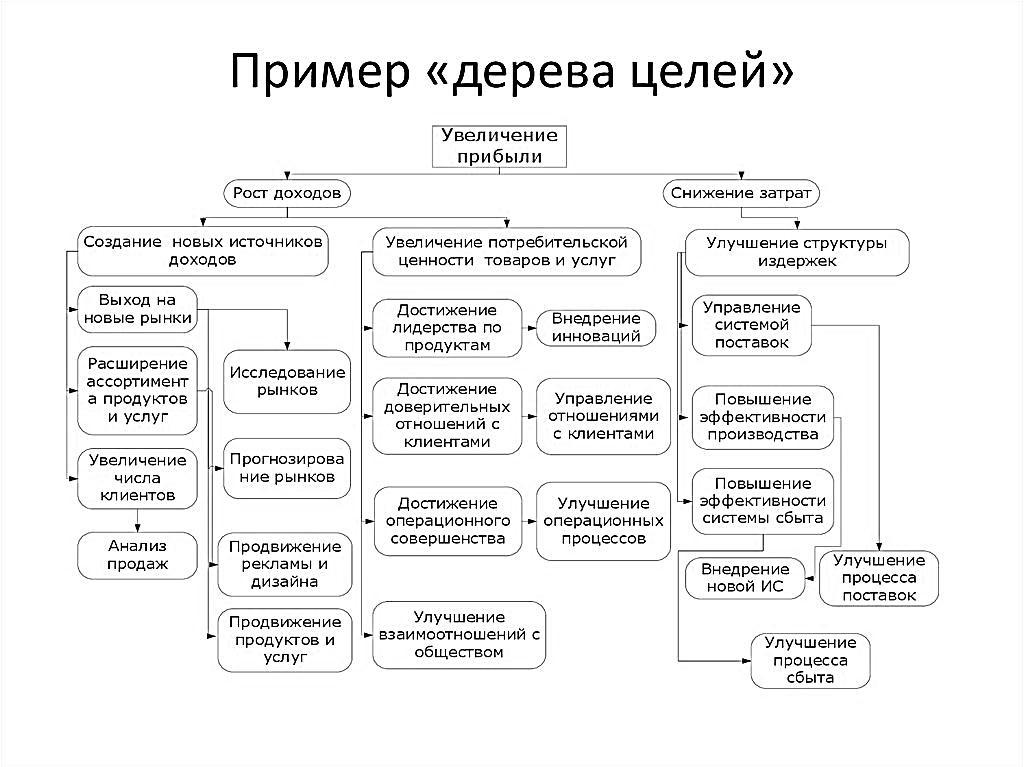 Пример «дерева целей»
Увеличение
прибыли
Рост доходов
Снижение затрат
Создание новых источников
доходов
Увеличение потребительской
ценности товаров и услуг
Улучшение структуры
издержек
Выход на
новые рынки
Расширение
ассортимент
а продуктов
и услуг
Увеличение
числа
клиентов
Анализ
продаж
Исследование
рынков
Прогнозирова
ние рынков
Продвижение
рекламы и
дизайна
Продвижение
продуктов и
услуг
Достижение
лидерства по
продуктам
Внедрение
инноваций
Достижение
доверительных
отношений с
клиентами
Управление
отношениями
с клиентами
Достижение
операционного
совершенства
Улучшение
операционных
процессов
Улучшение
взаимоотношений с
обществом
Управление
системой
поставок
Повышение
эффективности
производства
Повышение
эффективности
системы сбыта
Внедрение
новой ИС
Улучшение
процесса
поставок
Улучшение
процесса
сбыта